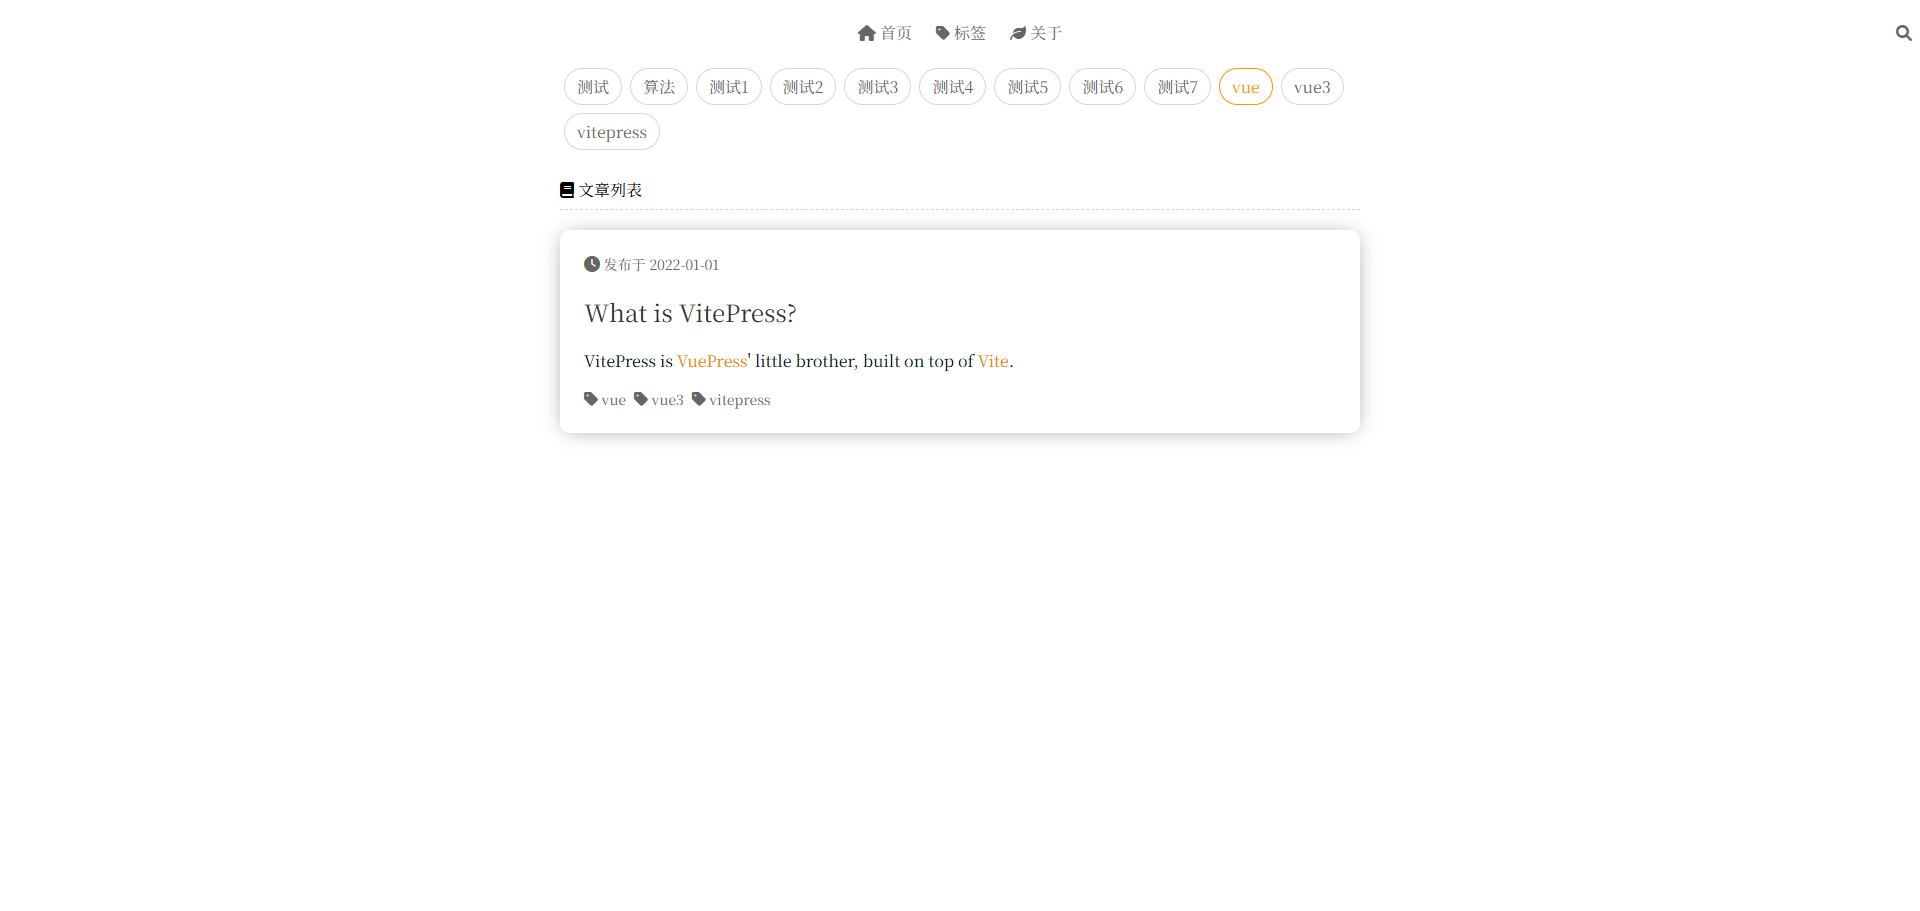 首页 标签 关于
测试 算法 测试1 测试2 测试3 测试4 测试5 测试6 测试7 vue vue3
vitepress
文章列表
发布于 2022-01-01
What is VitePress?
VitePress is VuePress' little brother, built on top of Vite.
vue vue3 vitepress